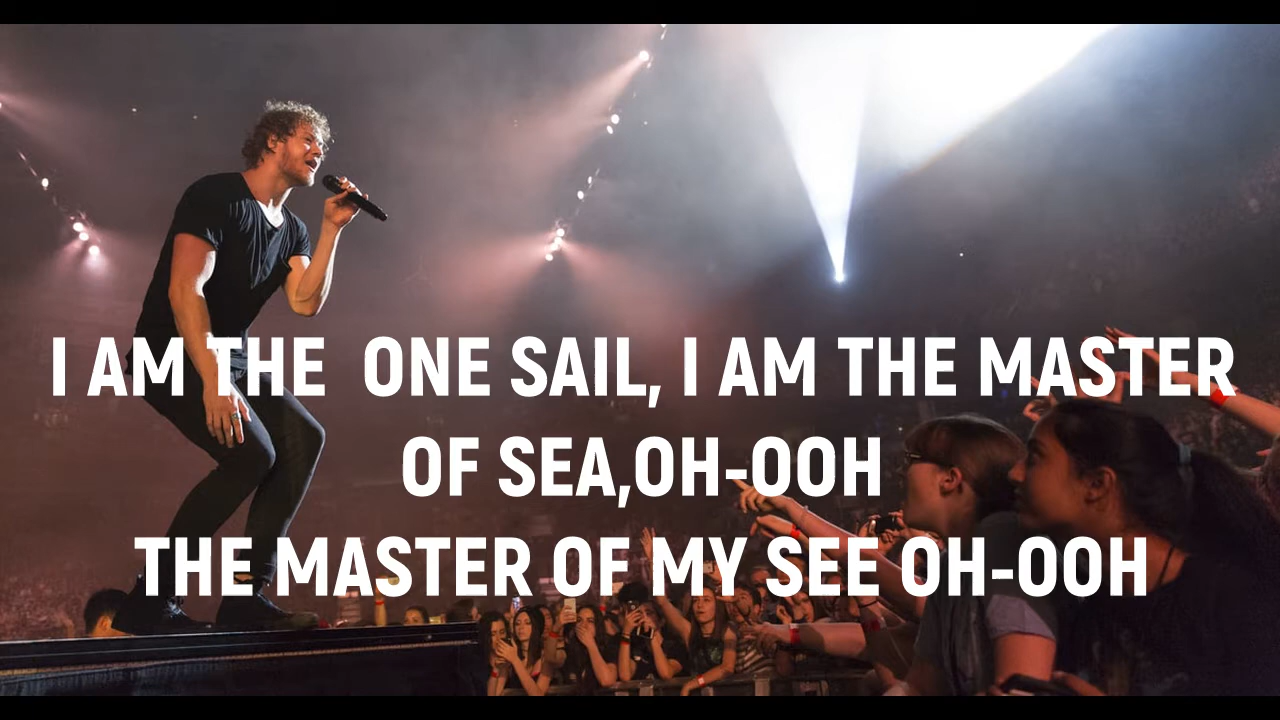 I AM THE  ONE SAIL, I AM THE MASTER
OF SEA,OH-OOH
THE MASTER OF MY SEE OH-OOH